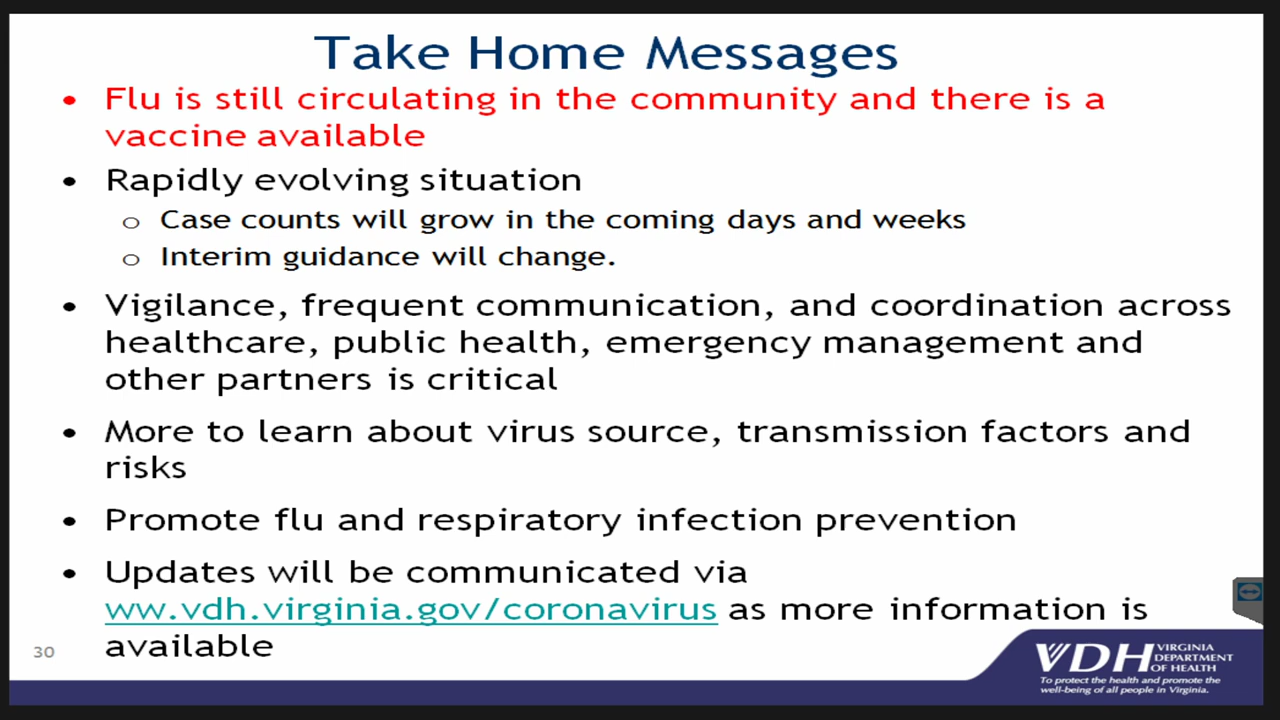 Take Home Messages
• Flu is still circulating in the community and there is a
vaccine available
• Rapidly evolving situation
o Case counts will grow in the coming days and weeks
o Interim guidance will change.
• Vigilance, frequent communication, and coordination across
healthcare, public health, emergency management and
other partners is critical
• More to learn about virus source, transmission factors and
risks
• Promote flu and respiratory infection prevention
• Updates will be communicated via
ww.vdh.virginia.gov/coronavirus as more information is
available
30
VDH VIRGINIA
DEPARTMENT
OF HEALTH
To protect the health and promote the
well-being of all people in Virginia.